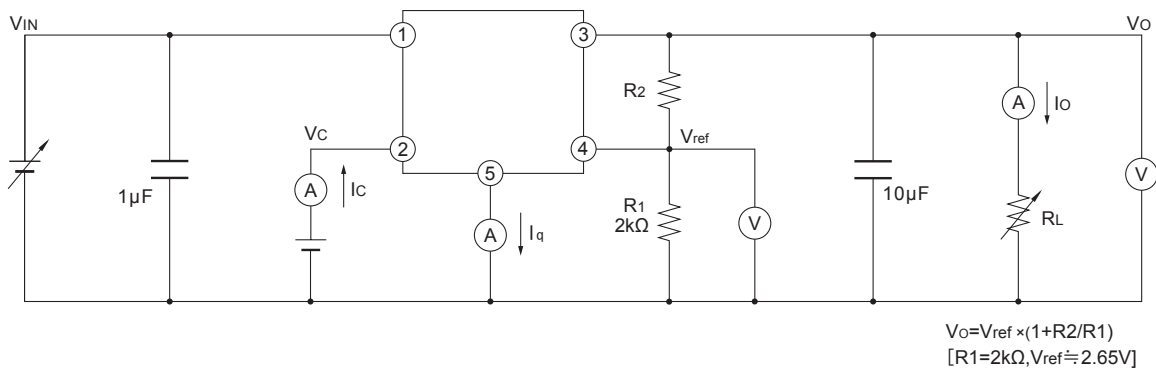 VIN
1
3
VO
R2
A
IO
VC
Vref
2
4
5
A
IC
1µF
R1
2kΩ
V
10µF
V
RL
A
Iq
VO=Vref ×(1+R2/R1)
[R1=2kΩ,Vref≒2.65V]